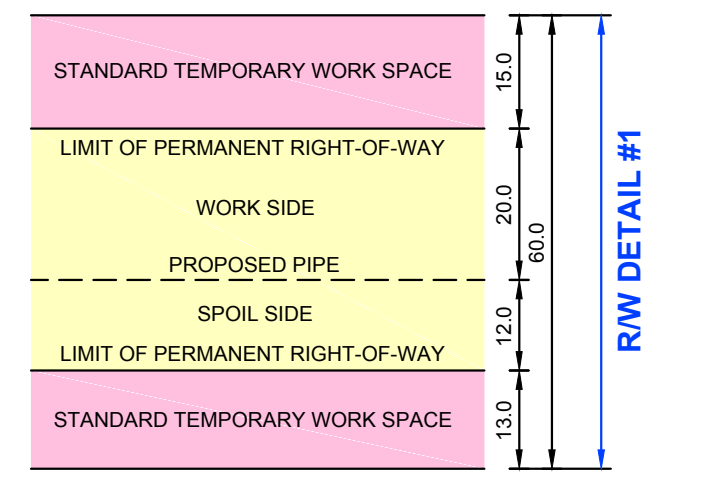 STANDARD TEMPORARY WORK SPACE
15.0
LIMIT OF PERMANENT RIGHT-OF-WAY
WORK SIDE
20.0
60.0
R/W DETAIL #1
PROPOSED PIPE
SPOIL SIDE
12.0
LIMIT OF PERMANENT RIGHT-OF-WAY
STANDARD TEMPORARY WORK SPACE
13.0